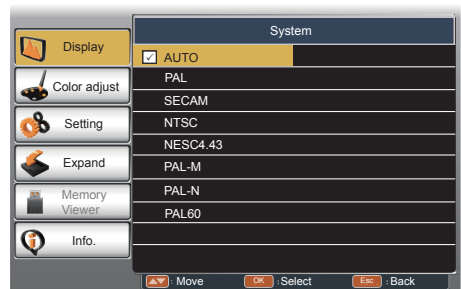 System
Display
AUTO
PAL
Color adjust
SECAM
Setting
NTSC
NESC4.43
Expand
PAL-M
Memory
Viewer
PAL-N
PAL60
Info.
: Move
OK : Select
Esc : Back